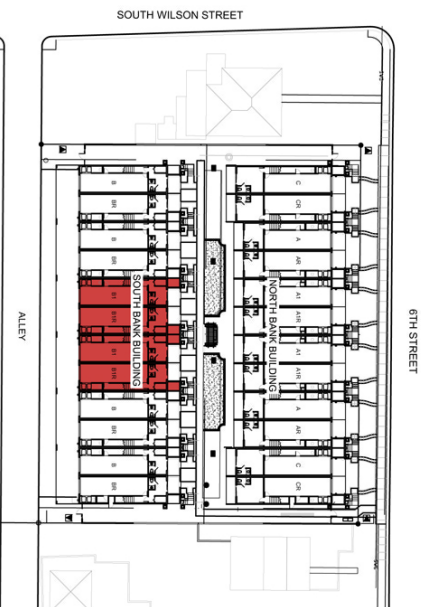 SOUTH WILSON STREET
ALLEY
6TH STREET
SOUTH BANK BUILDING
NORTH BANK BUILDING
B
BR
B
BR
B1
B1R
B1
B1R
B
BR
B
BR
C
CR
A
AR
A1
A1R
A1
A1R
A
AR
C
CR